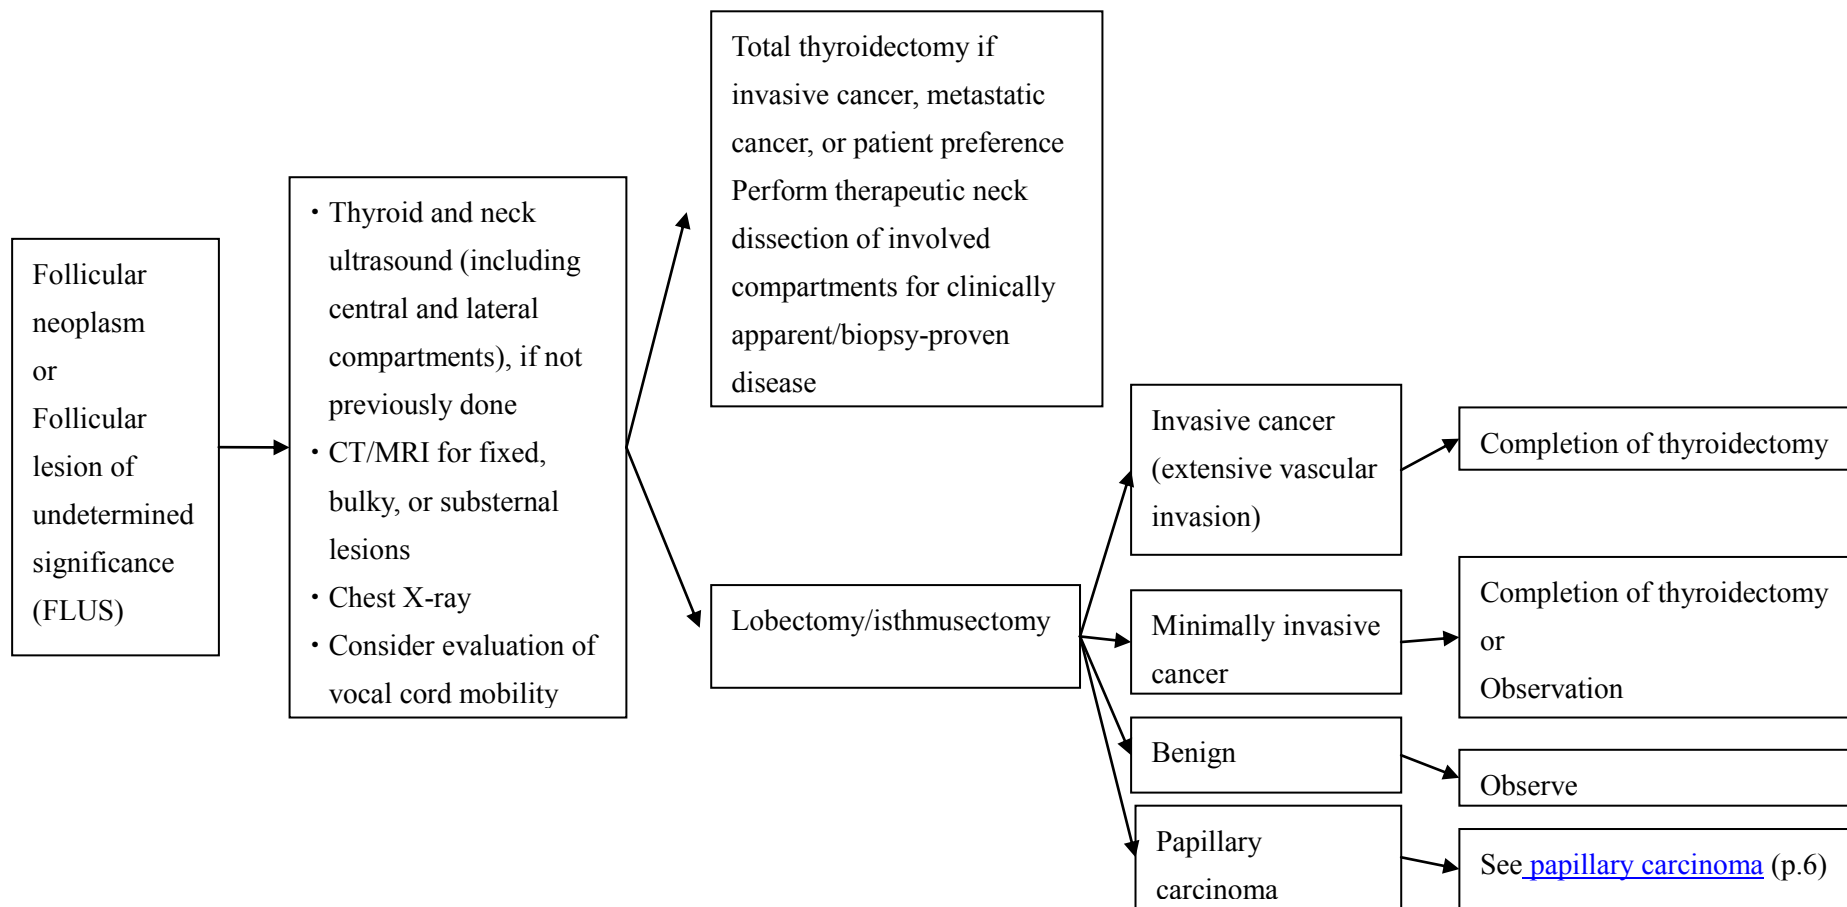 Follicular
neoplasm
or
Follicular
lesion of
undetermined
significance
(FLUS)
・Thyroid and neck
ultrasound (including
central and lateral
compartments), if not
previously done
・CT/MRI for fixed,
bulky, or substernal
lesions
・Chest X-ray
・Consider evaluation of
vocal cord mobility
Total thyroidectomy if
invasive cancer, metastatic
cancer, or patient preference
Perform therapeutic neck
dissection of involved
compartments for clinically
apparent/biopsy-proven
disease
Lobectomy/isthmusectomy
Invasive cancer
(extensive vascular
invasion)
Completion of thyroidectomy
Minimally invasive
cancer
Completion of thyroidectomy
or
Observation
Benign
Observe
Papillary
carcinoma
See papillary carcinoma (p.6)